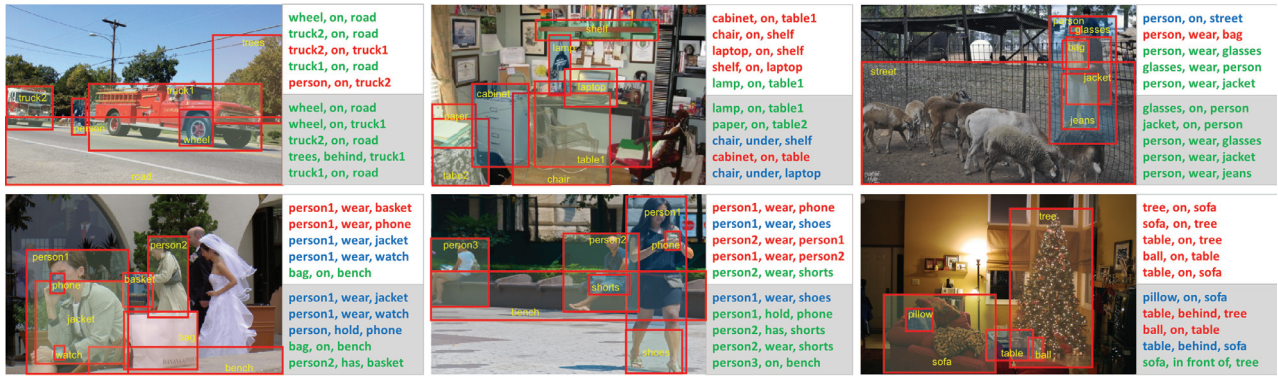 trees
truck2
truck1
person
wheel
road
wheel, on, road
truck2, on, road
truck2, on, truck1
truck1, on, road
person, on, truck2
wheel, on, road
wheel, on, truck1
truck2, on, road
trees, behind, truck1
truck1, on, road
shelf
lamp
laptop
cabinet
paper
table1
table2
chair
cabinet, on, table1
chair, on, shelf
laptop, on, shelf
shelf, on, laptop
lamp, on, table1
lamp, on, table1
paper, on, table2
chair, under, shelf
cabinet, on, table
chair, under, laptop
person
glasses
bag
street
jacket
jeans
person, on, street
person, wear, bag
person, wear, glasses
glasses, wear, person
person, wear, jacket
glasses, on, person
jacket, on, person
person, wear, glasses
person, wear, jacket
person, wear, jeans
person2
person1
basket
phone
jacket
bag
watch
bench
person1, wear, basket
person1, wear, phone
person1, wear, jacket
person1, wear, watch
bag, on, bench
person1, wear, jacket
person1, wear, watch
person, hold, phone
bag, on, bench
person2, has, basket
person1
person3
person2
phone
shorts
bench
shoes
person1, wear, phone
person1, wear, shoes
person2, wear, person1
person1, wear, person2
person2, wear, shorts
person1, wear, shoes
person1, hold, phone
person2, has, shorts
person2, wear, shorts
person3, on, bench
tree
pillow
table
ball
sofa
tree, on, sofa
sofa, on, tree
table, on, tree
ball, on, table
table, on, sofa
pillow, on, sofa
table, behind, tree
ball, on, table
table, behind, sofa
sofa, in front of, tree